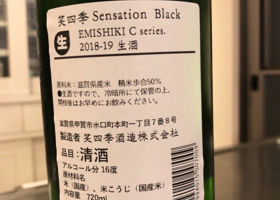 笑四季 Sensation Black
生 EMISHIKI C series.
2018-19 生酒
原料米：滋賀県産米 精米歩合50%
●生酒ですので、冷暗所にて保管の上、
開栓後はお早めにお飲みください。
滋賀県甲賀市水口町本町一丁目7番8号
製造者 笑四季酒造株式会社
品目：清酒
アルコール分 16度
原材料名
米（国産）、米こうじ（国産米）
内容量 720ml